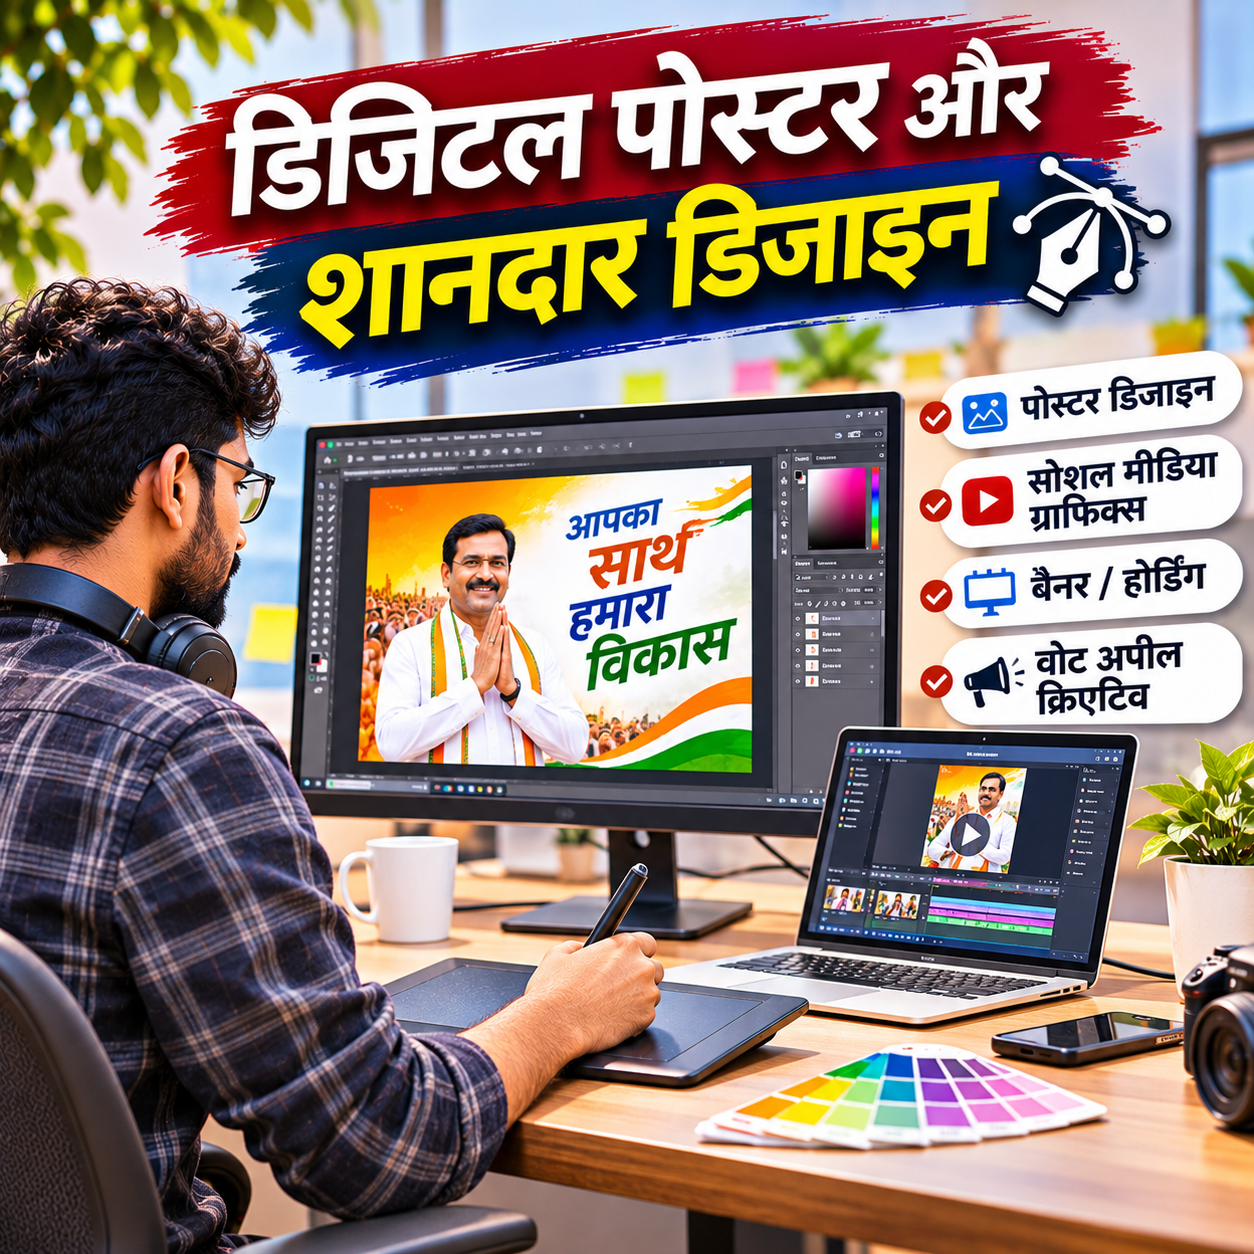 डिजिटल पोस्टर और
शानदार डिजाइन
पोस्टर डिजाइन
सोशल मीडिया
ग्राफिक्स
बैनर / होर्डिंग
वोट अपील
क्रिएटिव
आपका
साथ
हमारा
विकास